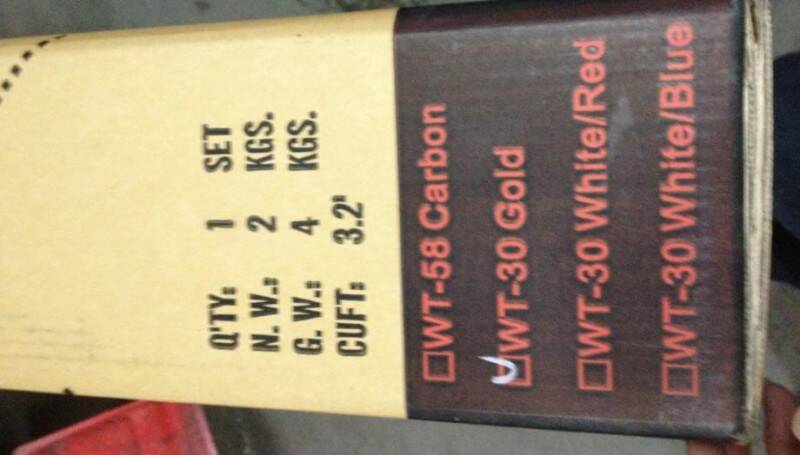 Q'TY: 1 SET
N. W.: 2 KGS.
G. W.: 4 KGS.
CUFT: 3.2'
WT-58 Carbon
WT-30 Gold
WT-30 White/Red
WT-30 White/Blue